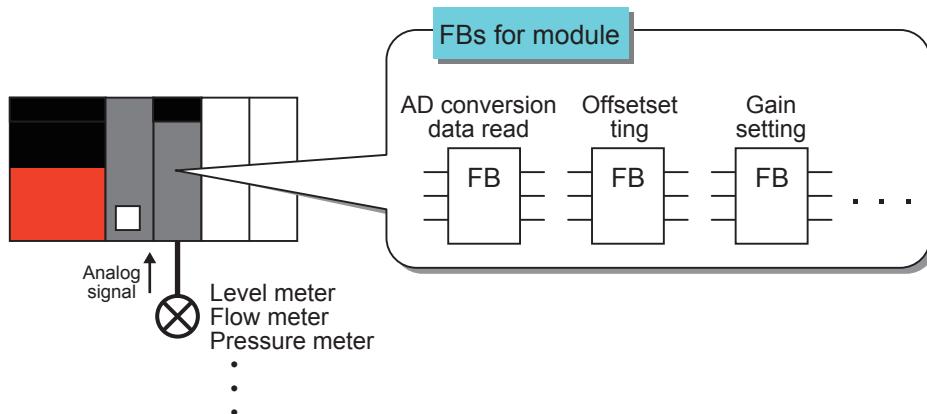 FBs for module
AD conversion
data read
Offsetset
ting
Gain
setting
FB
FB
FB
Analog
signal
Level meter
Flow meter
Pressure meter